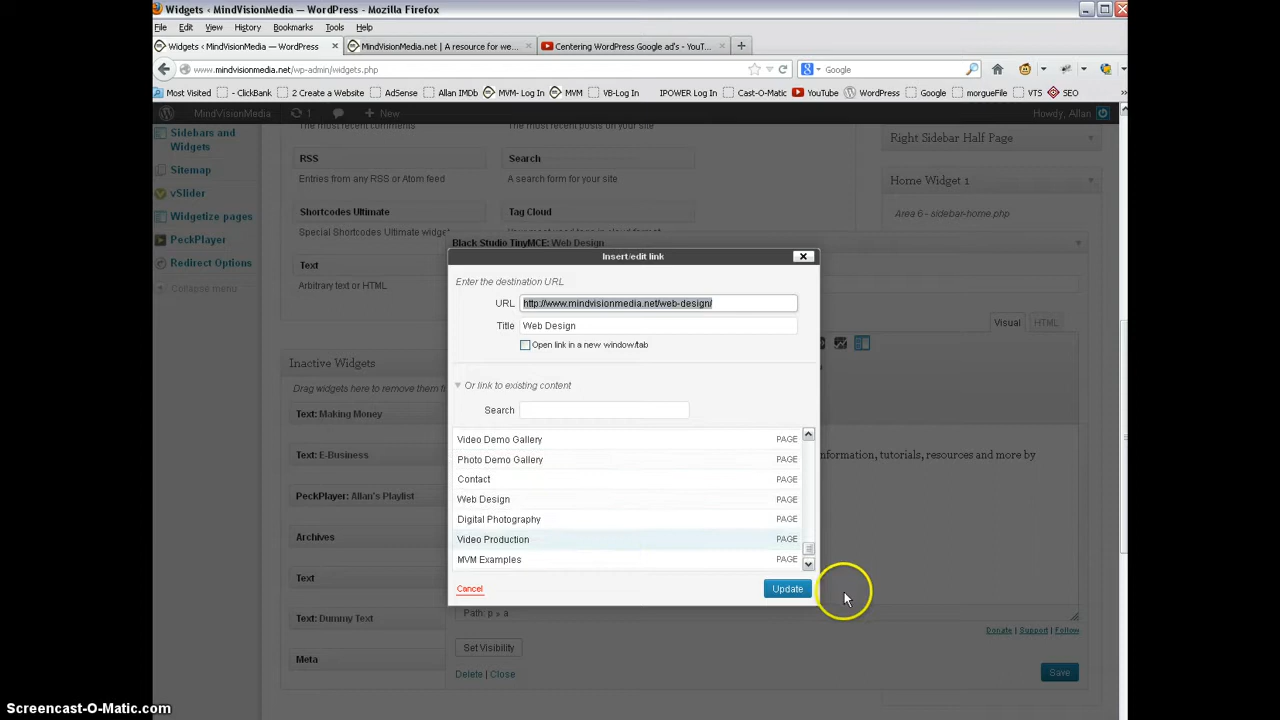 Widgets ‹ MindVisionMedia — WordPress - Mozilla Firefox
File Edit View History Bookmarks Tools Help
Widgets ‹ MindVisionMedia — WordPress × MindVisionMedia.net | A resource for we... × Centering WordPress Google ad's - YouT... × +
www.mindvisionmedia.net/wp-admin/widgets.php Google
Most Visited - ClickBank 2 Create a Website AdSense Allan IMDb MVM- Log In MVM VB-Log In IPOWER Log In Cast-O-Matic YouTube WordPress Google morgueFile VTS SEO
MindVisionMedia 1 + New Howdy, Allan
The most recent comments The most recent posts on your site
Sidebars and Widgets
Right Sidebar Half Page
RSS Search
Sitemap
Entries from any RSS or Atom feed A search form for your site
Home Widget 1
vSlider
Shortcodes Ultimate Tag Cloud
Area 6 - sidebar-home.php
Widgetize pages
Special Shortcodes Ultimate widget
PeckPlayer
Black Studio TinyMCE: Web Design
Insert/edit link
Redirect Options
Text
Arbitrary text or HTML
Collapse menu
Enter the destination URL
URL http://www.mindvisionmedia.net/web-design/
Title Web Design
Visual HTML
Open link in a new window/tab
Inactive Widgets
Drag widgets here to remove them
Or link to existing content
Text: Making Money
Search
Video Demo Gallery PAGE
Text: E-Business
nformation, tutorials, resources and more by
Photo Demo Gallery PAGE
Contact PAGE
PeckPlayer: Allan's Playlist
Web Design PAGE
Digital Photography PAGE
Archives
Video Production PAGE
MVM Examples PAGE
Text
Cancel Update
Path: p » a
Text: Dummy Text
Donate | Support | Follow
Set Visibility
Meta
Delete | Close Save
Screencast-O-Matic.com